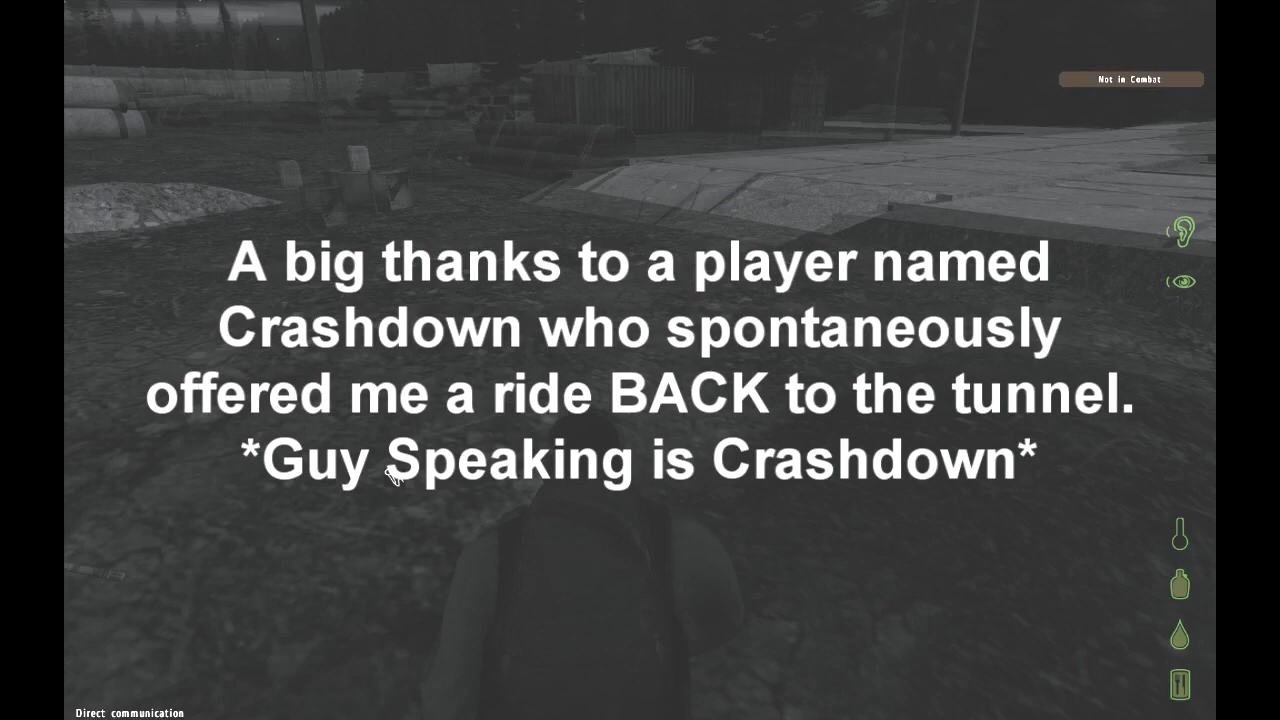 Not in Combat
A big thanks to a player named
Crashdown who spontaneously
offered me a ride BACK to the tunnel.
*Guy Speaking is Crashdown*
Direct communication